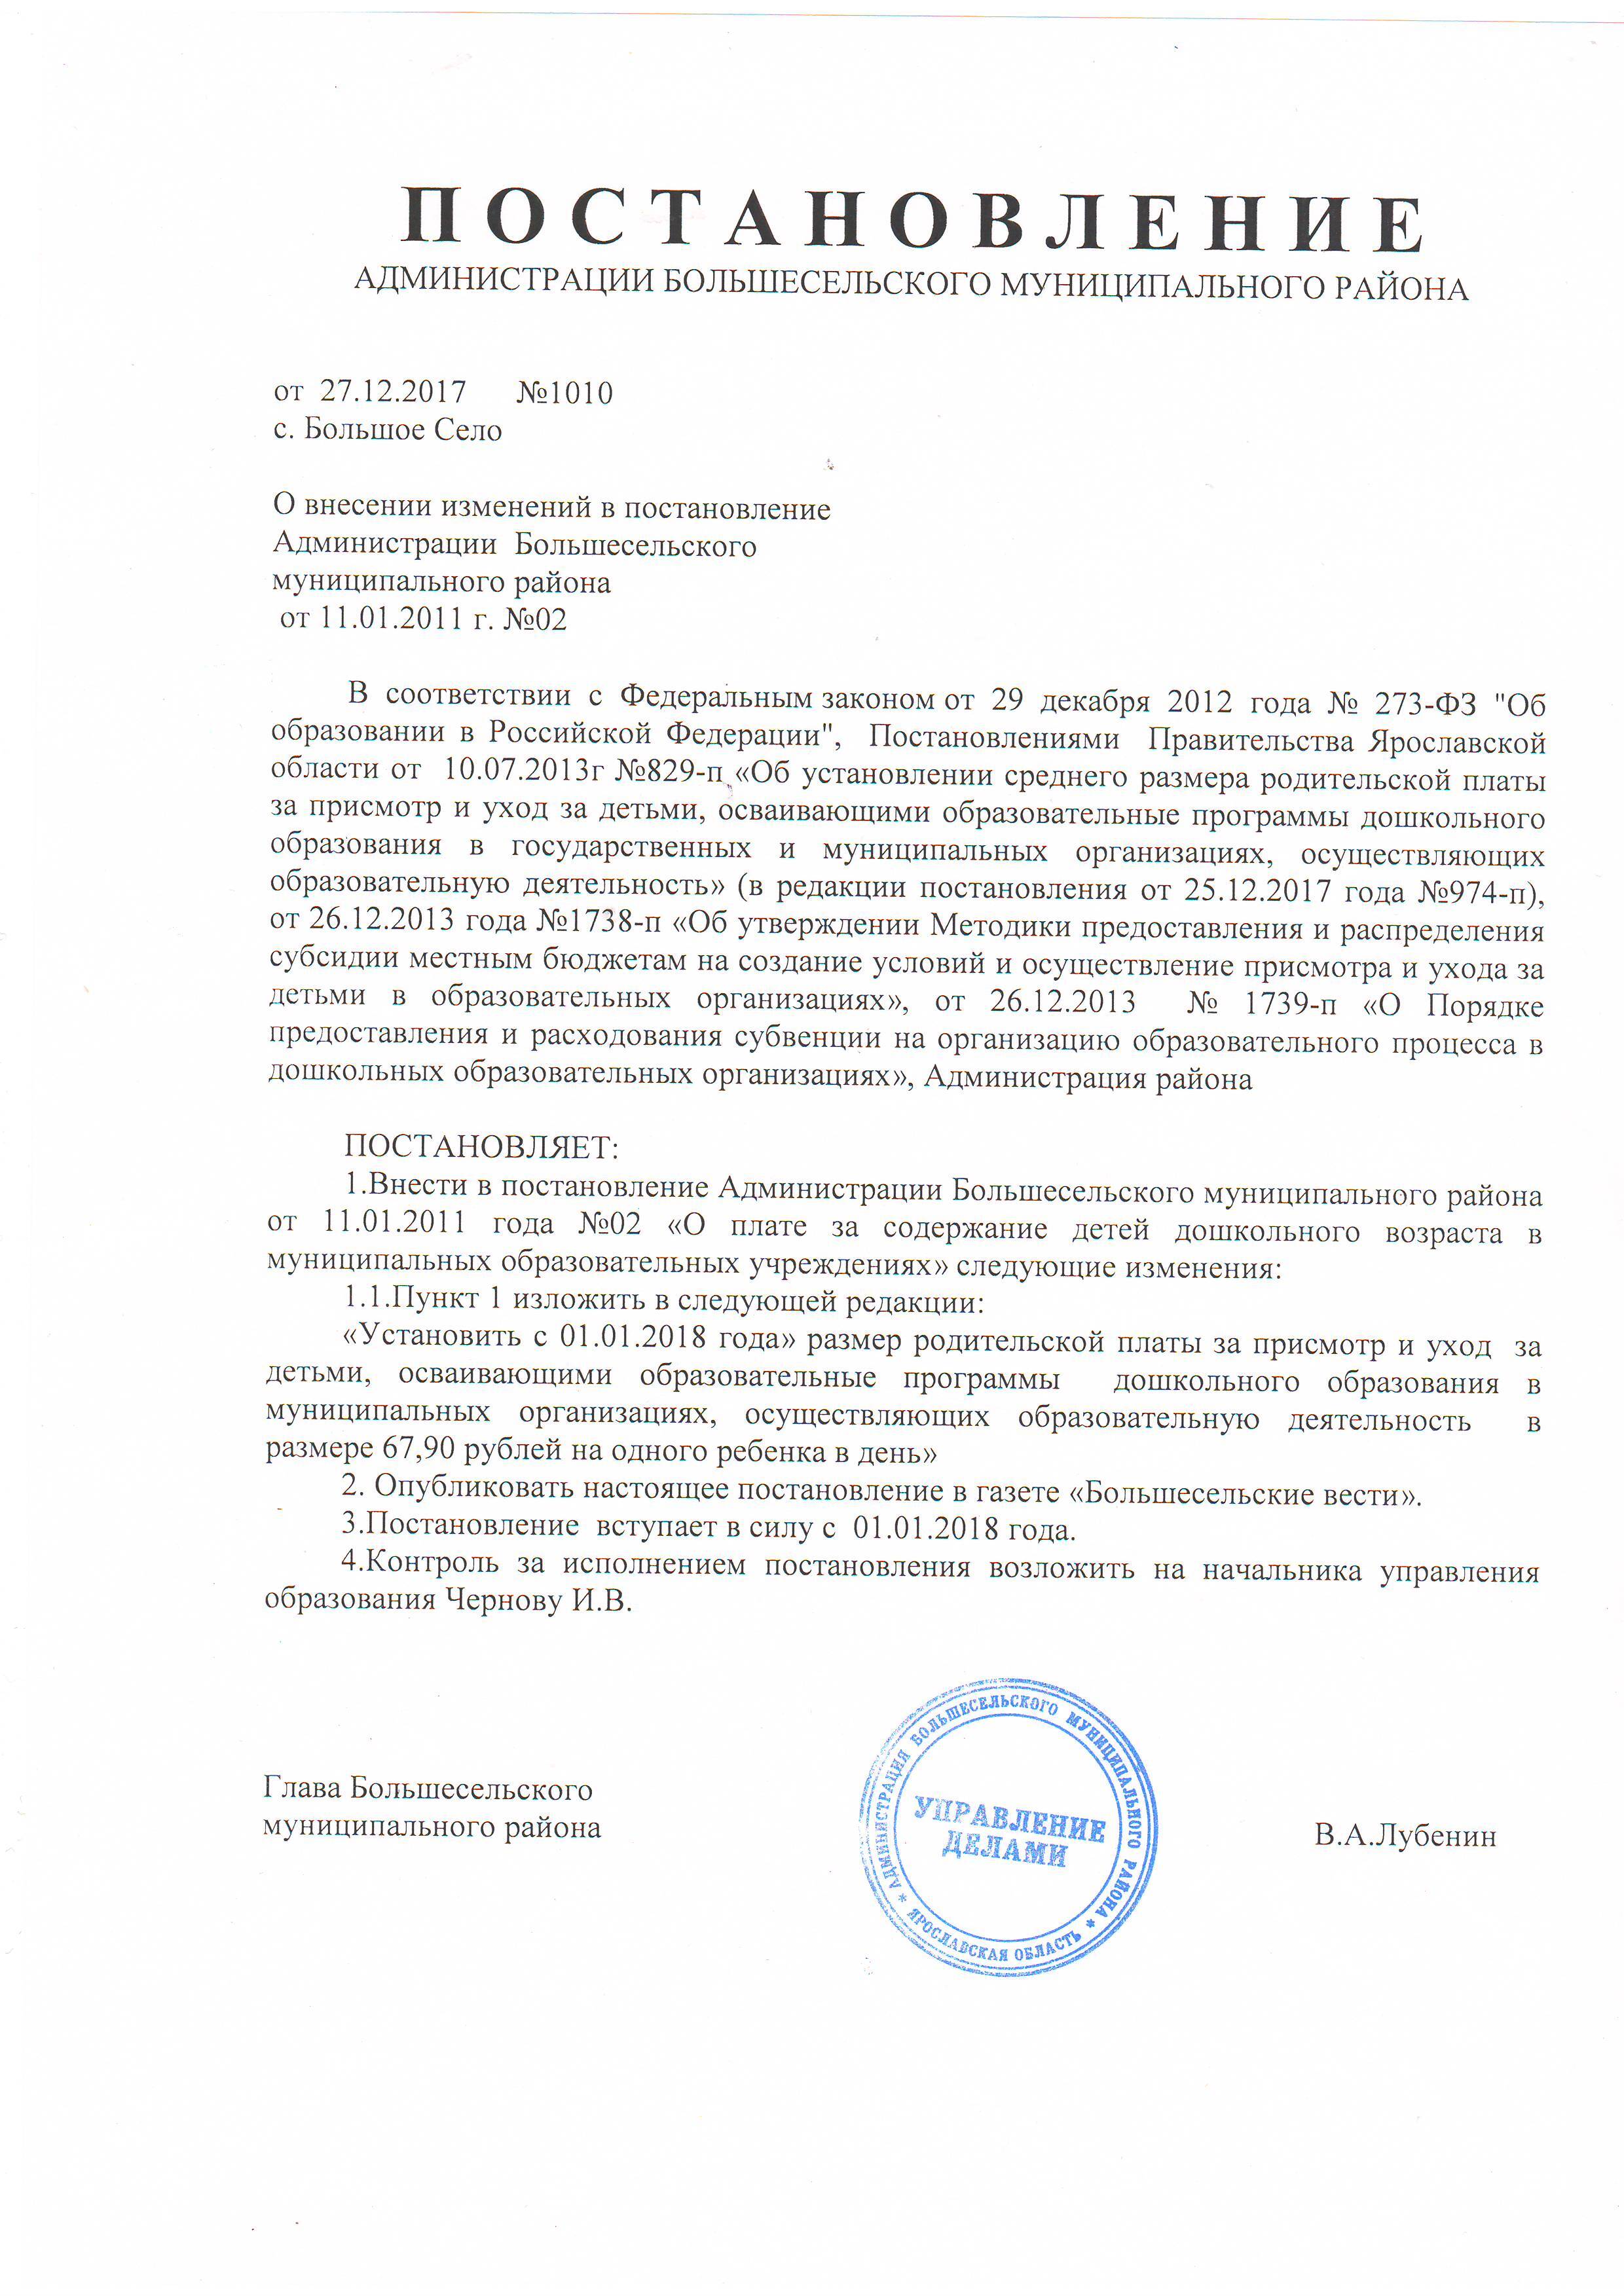 ПОСТАНОВЛЕНИЕ
АДМИНИСТРАЦИИ БОЛЬШЕСЕЛЬСКОГО МУНИЦИПАЛЬНОГО РАЙОНА
от 27.12.2017 №1010
с. Большое Село
О внесении изменений в постановление
Администрации Большесельского
муниципального района
от 11.01.2011 г. №02
В соответствии с Федеральным законом от 29 декабря 2012 года № 273-ФЗ "Об
образовании в Российской Федерации", Постановлениями Правительства Ярославской
области от 10.07.2013г №829-п «Об установлении среднего размера родительской платы
за присмотр и уход за детьми, осваивающими образовательные программы дошкольного
образования в государственных и муниципальных организациях, осуществляющих
образовательную деятельность» (в редакции постановления от 25.12.2017 года №974-п),
от 26.12.2013 года №1738-п «Об утверждении Методики предоставления и распределения
субсидии местным бюджетам на создание условий и осуществление присмотра и ухода за
детьми в образовательных организациях», от 26.12.2013 № 1739-п «О Порядке
предоставления и расходования субвенции на организацию образовательного процесса в
дошкольных образовательных организациях», Администрация района
ПОСТАНОВЛЯЕТ:
1.Внести в постановление Администрации Большесельского муниципального района
от 11.01.2011 года №02 «О плате за содержание детей дошкольного возраста в
муниципальных образовательных учреждениях» следующие изменения:
1.1.Пункт 1 изложить в следующей редакции:
«Установить с 01.01.2018 года» размер родительской платы за присмотр и уход за
детьми, осваивающими образовательные программы дошкольного образования в
муниципальных организациях, осуществляющих образовательную деятельность в
размере 67,90 рублей на одного ребенка в день»
2. Опубликовать настоящее постановление в газете «Большесельские вести».
3.Постановление вступает в силу с 01.01.2018 года.
4.Контроль за исполнением постановления возложить на начальника управления
образования Чернову И.В.
Глава Большесельского
муниципального района
В.А.Лубенин
АДМИНИСТРАЦИЯ БОЛЬШЕСЕЛЬСКОГО МУНИЦИПАЛЬНОГО РАЙОНА
* ЯРОСЛАВСКАЯ ОБЛАСТЬ *
УПРАВЛЕНИЕ
ДЕЛАМИ